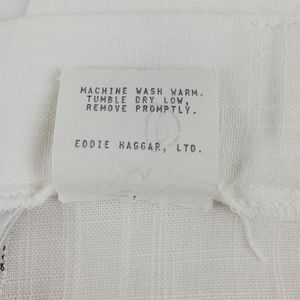 MACHINE WASH WARM.
TUMBLE DRY LOW,
REMOVE PROMPTLY.
EDDIE HAGGAR, LTD.